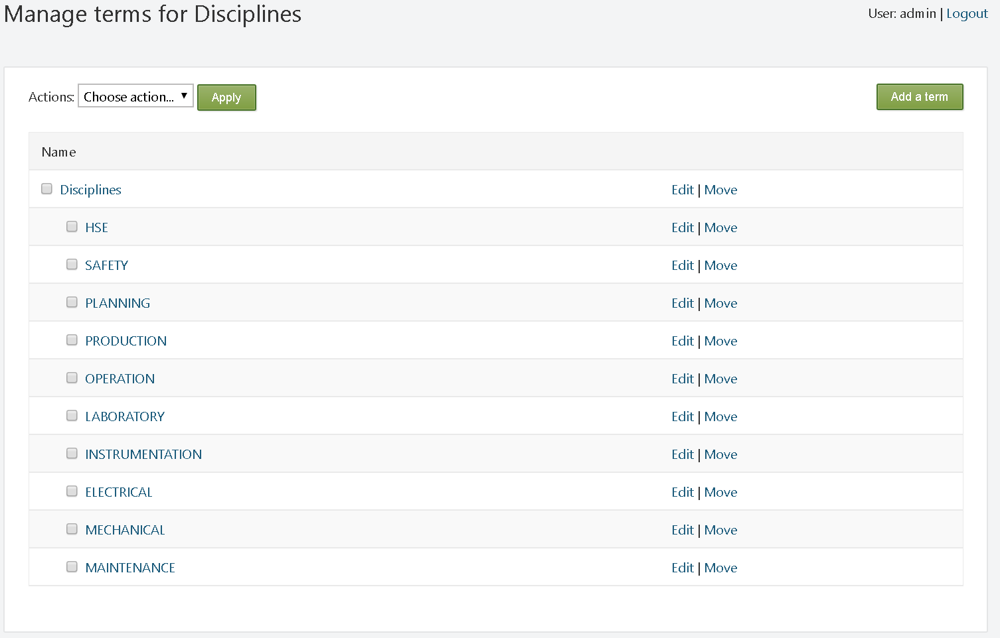 Manage terms for Disciplines
User: admin | Logout
Actions: Choose action... Apply
Add a term
Name
Disciplines Edit | Move
HSE Edit | Move
SAFETY Edit | Move
PLANNING Edit | Move
PRODUCTION Edit | Move
OPERATION Edit | Move
LABORATORY Edit | Move
INSTRUMENTATION Edit | Move
ELECTRICAL Edit | Move
MECHANICAL Edit | Move
MAINTENANCE Edit | Move